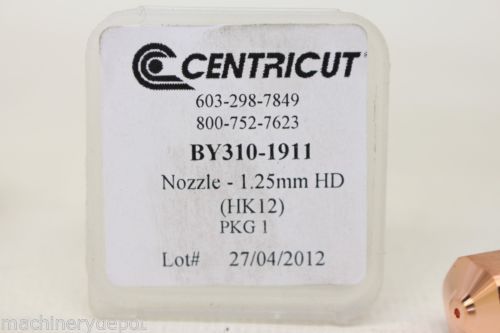 CENTRICUT
603-298-7849
800-752-7623
BY310-1911
Nozzle - 1.25mm HD
(HK12)
PKG 1
Lot# 27/04/2012
machinerydepot